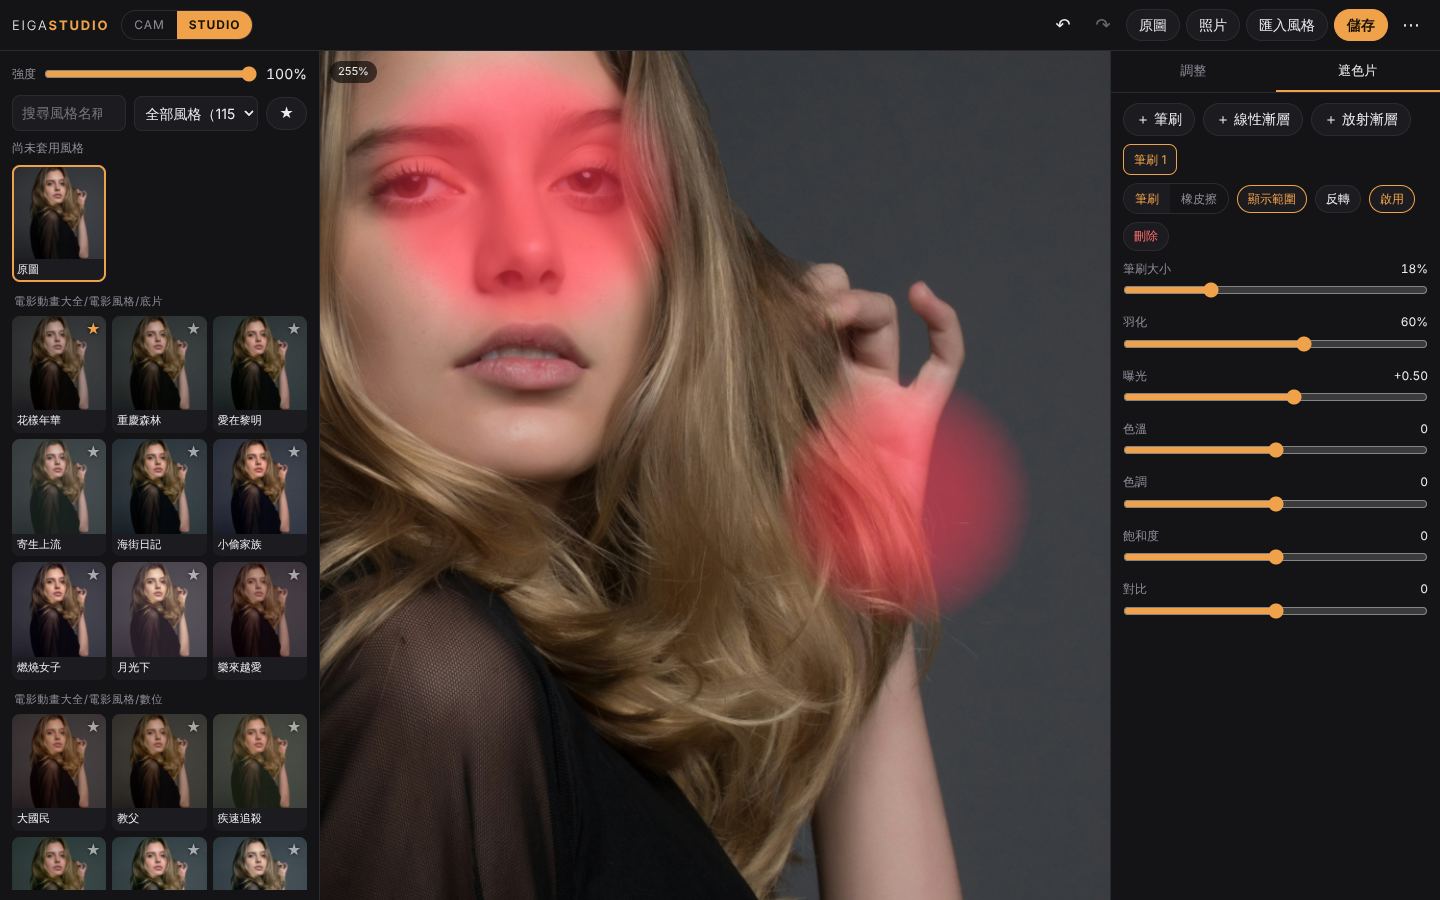 EIGASTUDIO CAM STUDIO 原圖 照片 匯入風格 儲存
強度 100%
搜尋風格名稱 全部風格（115
尚未套用風格
原圖
電影動畫大全/電影風格/底片
花樣年華 重慶森林 愛在黎明
寄生上流 海街日記 小偷家族
燃燒女子 月光下 樂來越愛
電影動畫大全/電影風格/數位
大國民 教父 疾速追殺
255%
調整 遮色片
+ 筆刷 + 線性漸層 + 放射漸層
筆刷 1
筆刷 橡皮擦 顯示範圍 反轉 啟用
刪除
筆刷大小 18%
羽化 60%
曝光 +0.50
色溫 0
色調 0
飽和度 0
對比 0